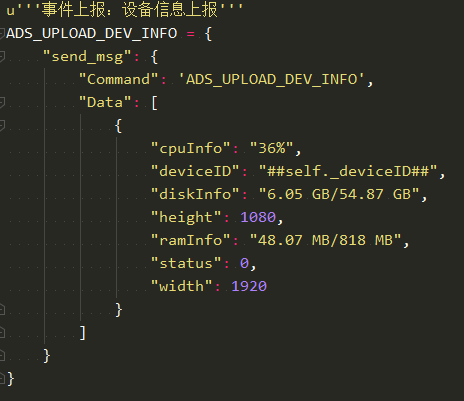 u'''事件上报：设备信息上报'''
ADS_UPLOAD_DEV_INFO = {
"send_msg": {
"Command": 'ADS_UPLOAD_DEV_INFO',
"Data": [
{
"cpuInfo": "36%",
"deviceID": "##self._deviceID##",
"diskInfo": "6.05 GB/54.87 GB",
"height": 1080,
"ramInfo": "48.07 MB/818 MB",
"status": 0,
"width": 1920
}
]
}
}